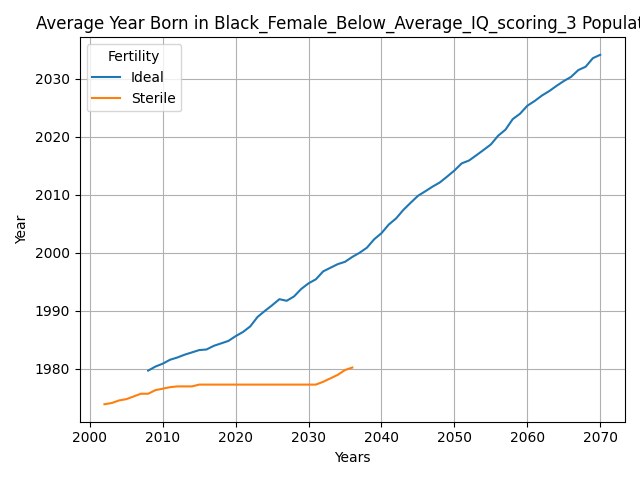 Average Year Born in Black_Female_Below_Average_IQ_scoring_3 Populat
Fertility
Ideal
Sterile
Year
2030
2020
2010
2000
1990
1980
2000 2010 2020 2030 2040 2050 2060 2070
Years